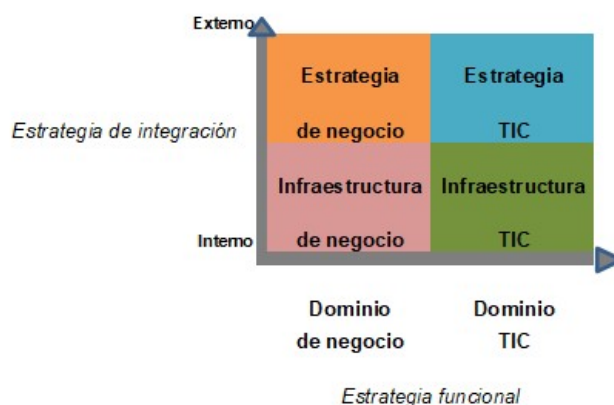 Externo
Estrategia Estrategia
Estrategia de integración
de negocio TIC
Infraestructura Infraestructura
Interno de negocio TIC
Dominio Dominio
de negocio TIC
Estrategia funcional